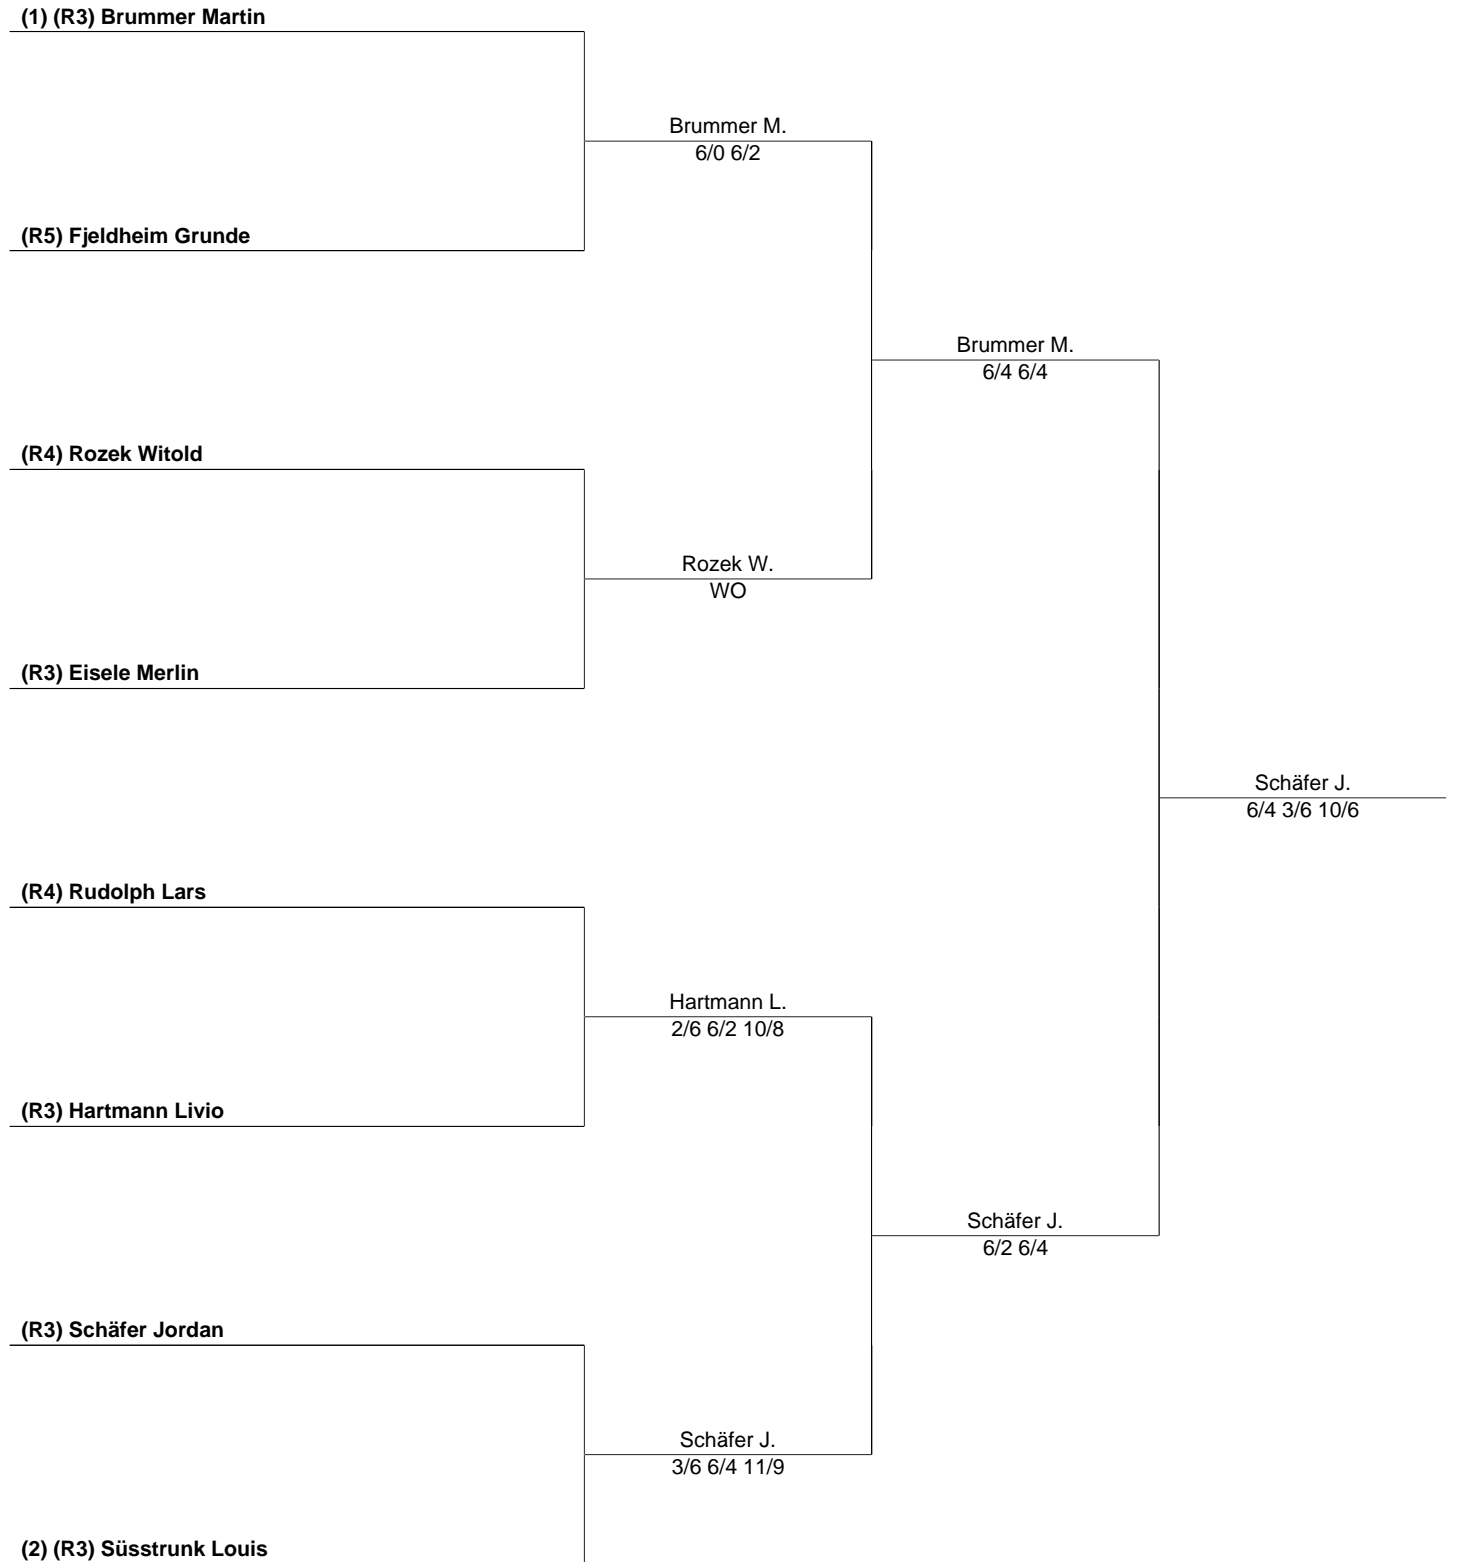 (1) (R3) Brummer Martin
Brummer M.
6/0 6/2
(R5) Fjeldheim Grunde
Brummer M.
6/4 6/4
(R4) Rozek Witold
Rozek W.
WO
(R3) Eisele Merlin
Schäfer J.
6/4 3/6 10/6
(R4) Rudolph Lars
Hartmann L.
2/6 6/2 10/8
(R3) Hartmann Livio
Schäfer J.
6/2 6/4
(R3) Schäfer Jordan
Schäfer J.
3/6 6/4 11/9
(2) (R3) Süsstrunk Louis